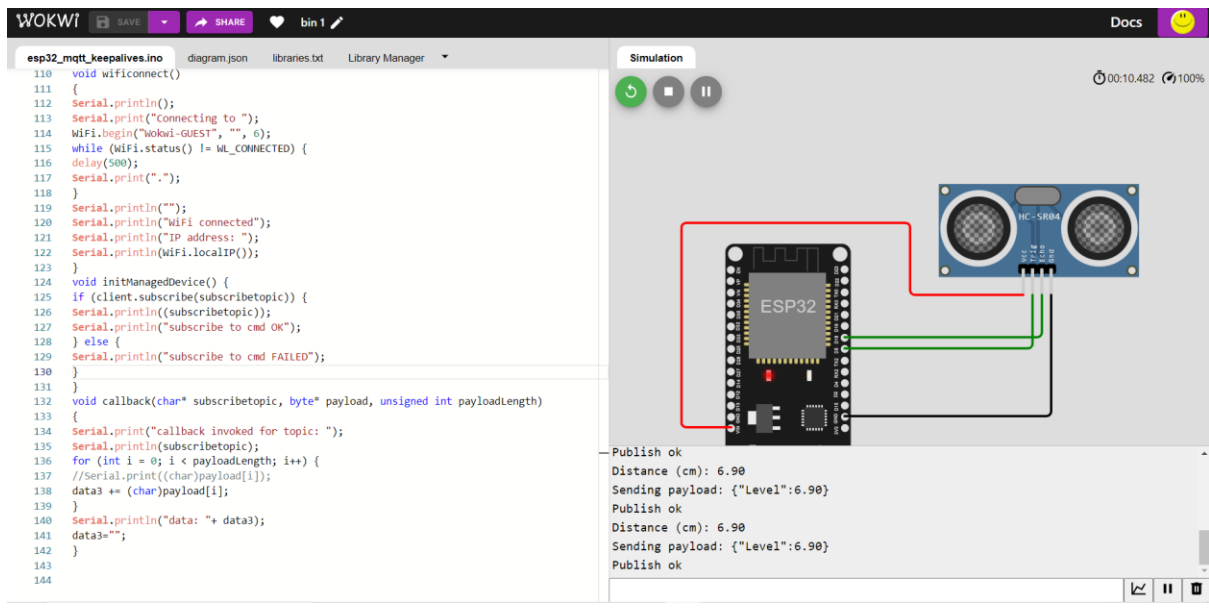 WOKWI SAVE SHARE bin 1 Docs
esp32_mqtt_keepalives.ino diagram.json libraries.txt Library Manager
110 void wificonnect()
111 {
112 Serial.println();
113 Serial.print("Connecting to ");
114 WiFi.begin("Wokwi-GUEST", "", 6);
115 while (WiFi.status() != WL_CONNECTED) {
116 delay(500);
117 Serial.print(".");
118 }
119 Serial.println("");
120 Serial.println("WiFi connected");
121 Serial.println("IP address: ");
122 Serial.println(WiFi.localIP());
123 }
124 void initManagedDevice() {
125 if (client.subscribe(subscribetopic)) {
126 Serial.println((subscribetopic));
127 Serial.println("subscribe to cmd OK");
128 } else {
129 Serial.println("subscribe to cmd FAILED");
130 }
131 }
132 void callback(char* subscribetopic, byte* payload, unsigned int payloadLength)
133 {
134 Serial.print("callback invoked for topic: ");
135 Serial.println(subscribetopic);
136 for (int i = 0; i < payloadLength; i++) {
137 //Serial.print((char)payload[i]);
138 data3 += (char)payload[i];
139 }
140 Serial.println("data: "+ data3);
141 data3="";
142 }
143
144
Simulation
00:10.482 100%
HC-SR04
Vcc
Trig
Echo
Gnd
ESP32
Publish ok
Distance (cm): 6.90
Sending payload: {"Level":6.90}
Publish ok
Distance (cm): 6.90
Sending payload: {"Level":6.90}
Publish ok